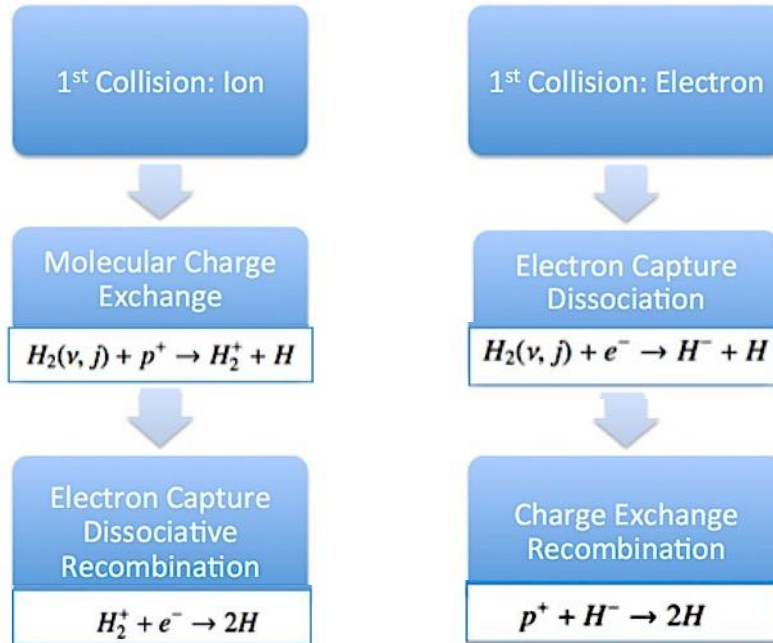 1st Collision: Ion
Molecular Charge
Exchange
H₂(v, j) + p⁺ → H₂⁺ + H
Electron Capture
Dissociative
Recombination
H₂⁺ + e⁻ → 2H
1st Collision: Electron
Electron Capture
Dissociation
H₂(v, j) + e⁻ → H⁻ + H
Charge Exchange
Recombination
p⁺ + H⁻ → 2H